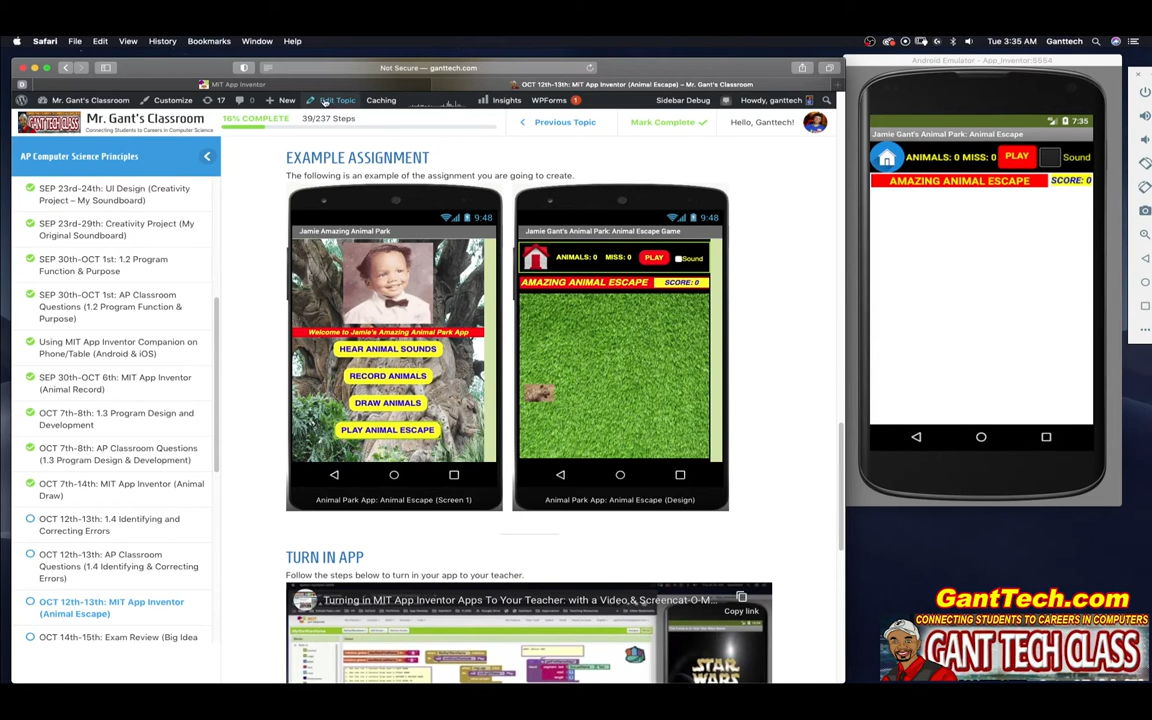 Safari File Edit View History Bookmarks Window Help
Tue 3:35 AM Ganttech
Not Secure — ganttech.com
MIT App Inventor
OCT 12th-13th: MIT App Inventor (Animal Escape) – Mr. Gant's Classroom
Mr. Gant's Classroom Customize 17 0 New Edit Topic Caching Insights WPForms 1 Sidebar Debug Howdy, ganttech
Mr. Gant's Classroom
Connecting Students to Careers in Computer Science
GANT TECH CLASS
16% COMPLETE 39/237 Steps
Previous Topic
Mark Complete
Hello, Ganttech!
AP Computer Science Principles
SEP 23rd-24th: UI Design (Creativity
Project – My Soundboard)
SEP 23rd-29th: Creativity Project (My
Original Soundboard)
SEP 30th-OCT 1st: 1.2 Program
Function & Purpose
SEP 30th-OCT 1st: AP Classroom
Questions (1.2 Program Function &
Purpose)
Using MIT App Inventor Companion on
Phone/Table (Android & iOS)
SEP 30th-OCT 6th: MIT App Inventor
(Animal Record)
OCT 7th-8th: 1.3 Program Design and
Development
OCT 7th-8th: AP Classroom Questions
(1.3 Program Design & Development)
OCT 7th-14th: MIT App Inventor (Animal
Draw)
OCT 12th-13th: 1.4 Identifying and
Correcting Errors
OCT 12th-13th: AP Classroom
Questions (1.4 Identifying & Correcting
Errors)
OCT 12th-13th: MIT App Inventor
(Animal Escape)
OCT 14th-15th: Exam Review (Big Idea
EXAMPLE ASSIGNMENT
The following is an example of the assignment you are going to create.
9:48
Jamie Amazing Animal Park
Welcome to Jamie's Amazing Animal Park App
HEAR ANIMAL SOUNDS
RECORD ANIMALS
DRAW ANIMALS
PLAY ANIMAL ESCAPE
Animal Park App: Animal Escape (Screen 1)
9:48
Jamie Gant's Animal Park: Animal Escape Game
ANIMALS: 0 MISS: 0 PLAY Sound
AMAZING ANIMAL ESCAPE SCORE: 0
Animal Park App: Animal Escape (Design)
TURN IN APP
Follow the steps below to turn in your app to your teacher.
Turning in MIT App Inventor Apps To Your Teacher: with a Video & Screencat-O-M...
Copy link
STAR
WARS
Android Emulator - App_Inventor:5554
7:35
Jamie Gant's Animal Park: Animal Escape
ANIMALS: 0 MISS: 0 PLAY Sound
AMAZING ANIMAL ESCAPE SCORE: 0
GantTech.com
CONNECTING STUDENTS TO CAREERS IN COMPUTERS
GANT TECH CLASS